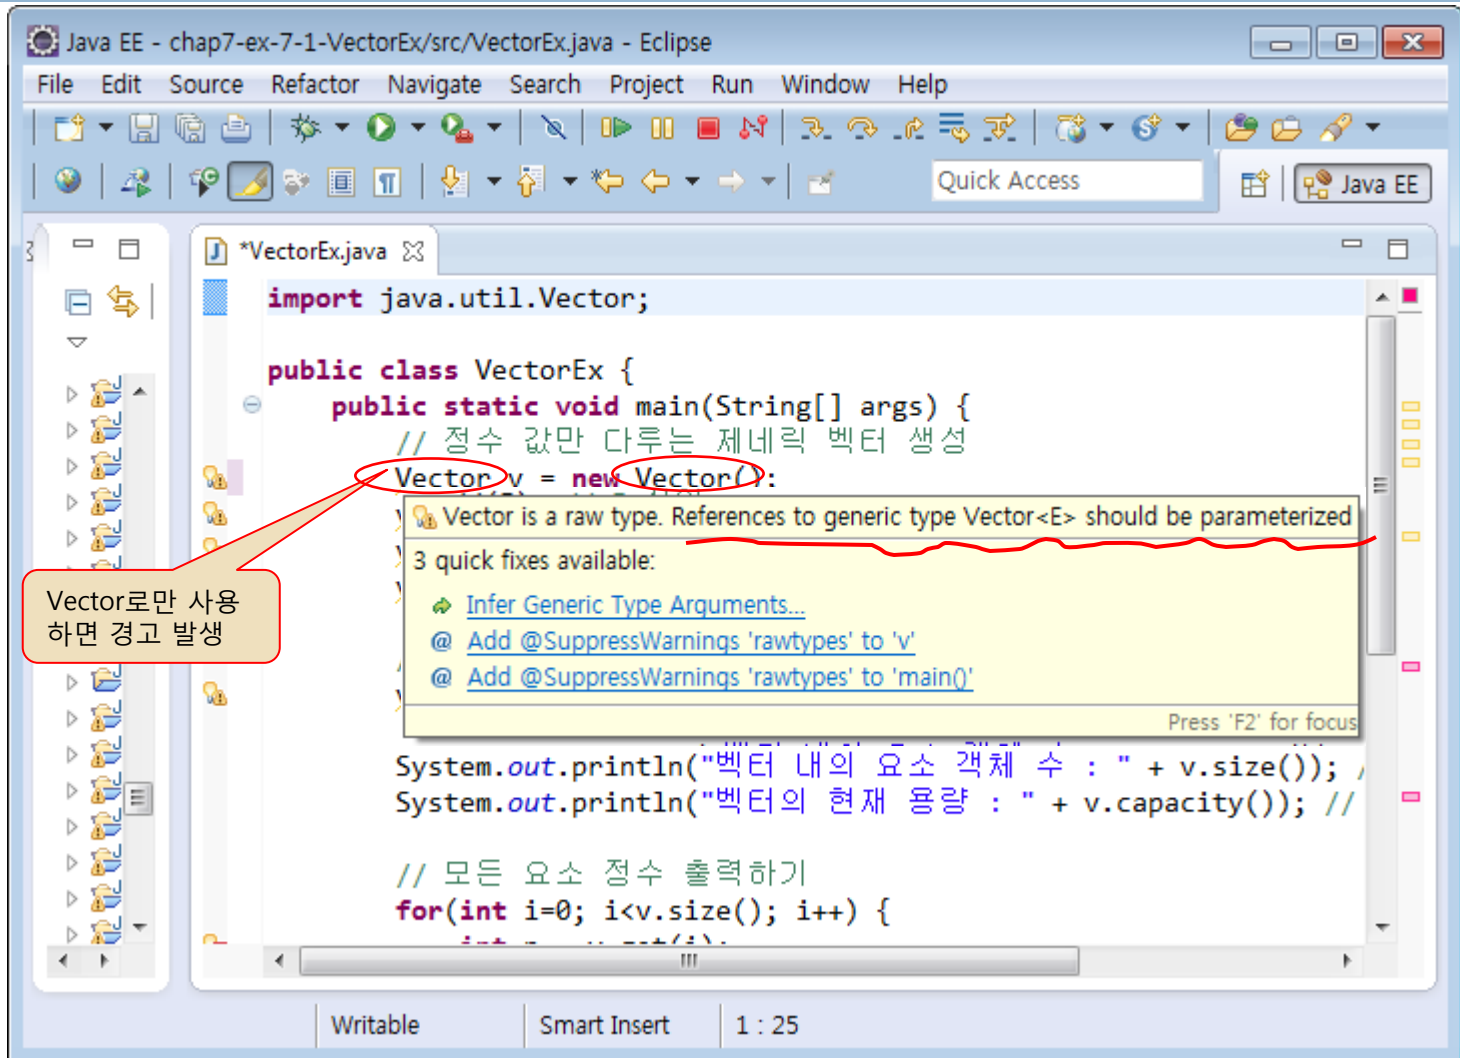 Java EE - chap7-ex-7-1-VectorEx/src/VectorEx.java - Eclipse
File Edit Source Refactor Navigate Search Project Run Window Help
Quick Access
Java EE
*VectorEx.java
import java.util.Vector;
public class VectorEx {
public static void main(String[] args) {
// 정수 값만 다루는 제네릭 벡터 생성
Vector v = new Vector();
Vector is a raw type. References to generic type Vector<E> should be parameterized
3 quick fixes available:
Infer Generic Type Arguments...
@ Add @SuppressWarnings 'rawtypes' to 'v'
@ Add @SuppressWarnings 'rawtypes' to 'main()'
Press 'F2' for focus
Vector로만 사용
하면 경고 발생
System.out.println("벡터 내의 요소 객체 수 : " + v.size()); /
System.out.println("벡터의 현재 용량 : " + v.capacity()); //
// 모든 요소 정수 출력하기
for(int i=0; i<v.size(); i++) {
Writable Smart Insert 1 : 25